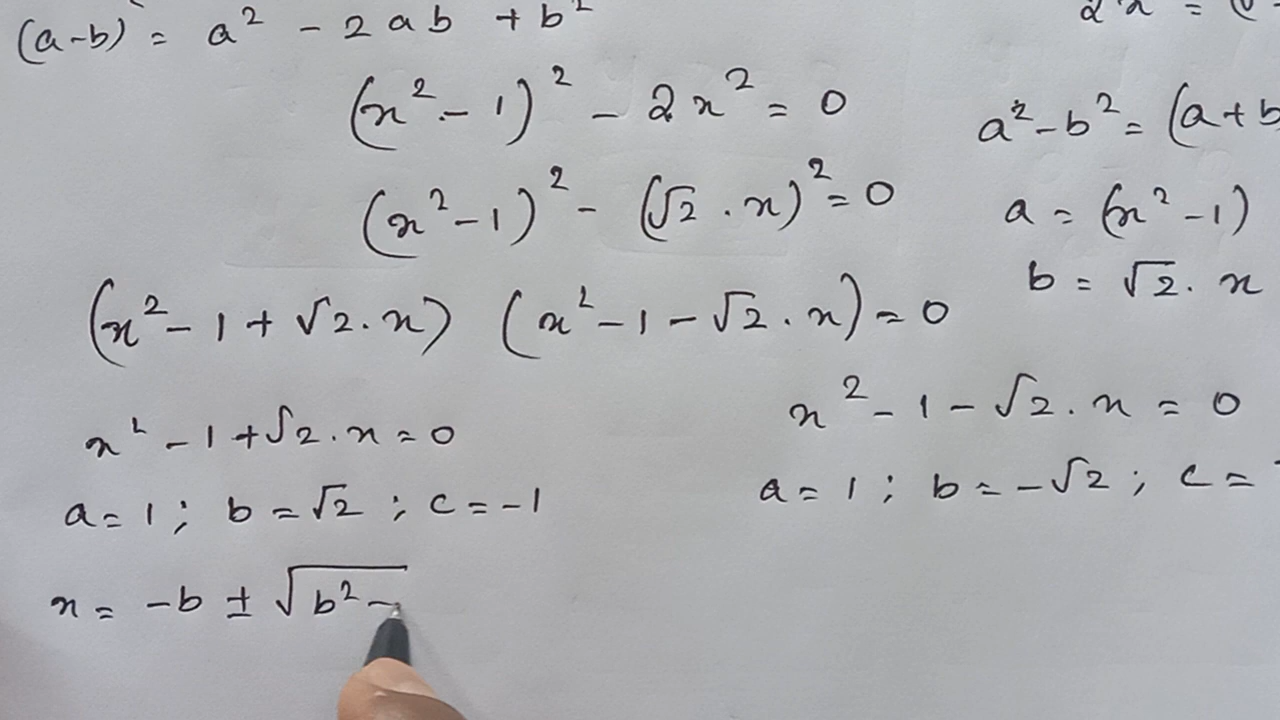 (a-b) = a² - 2ab + b²
2x = (
(x² - 1)² - 2x² = 0
a² - b² = (a+b
(x² - 1)² - (√2 . x)² = 0
a = (x² - 1)
b = √2 . x
(x² - 1 + √2 . x) (x² - 1 - √2 . x) = 0
x² - 1 + √2 . x = 0
x² - 1 - √2 . x = 0
a = 1 ; b = √2 ; c = -1
a = 1 ; b = -√2 ; c =
x = -b ± √b² -